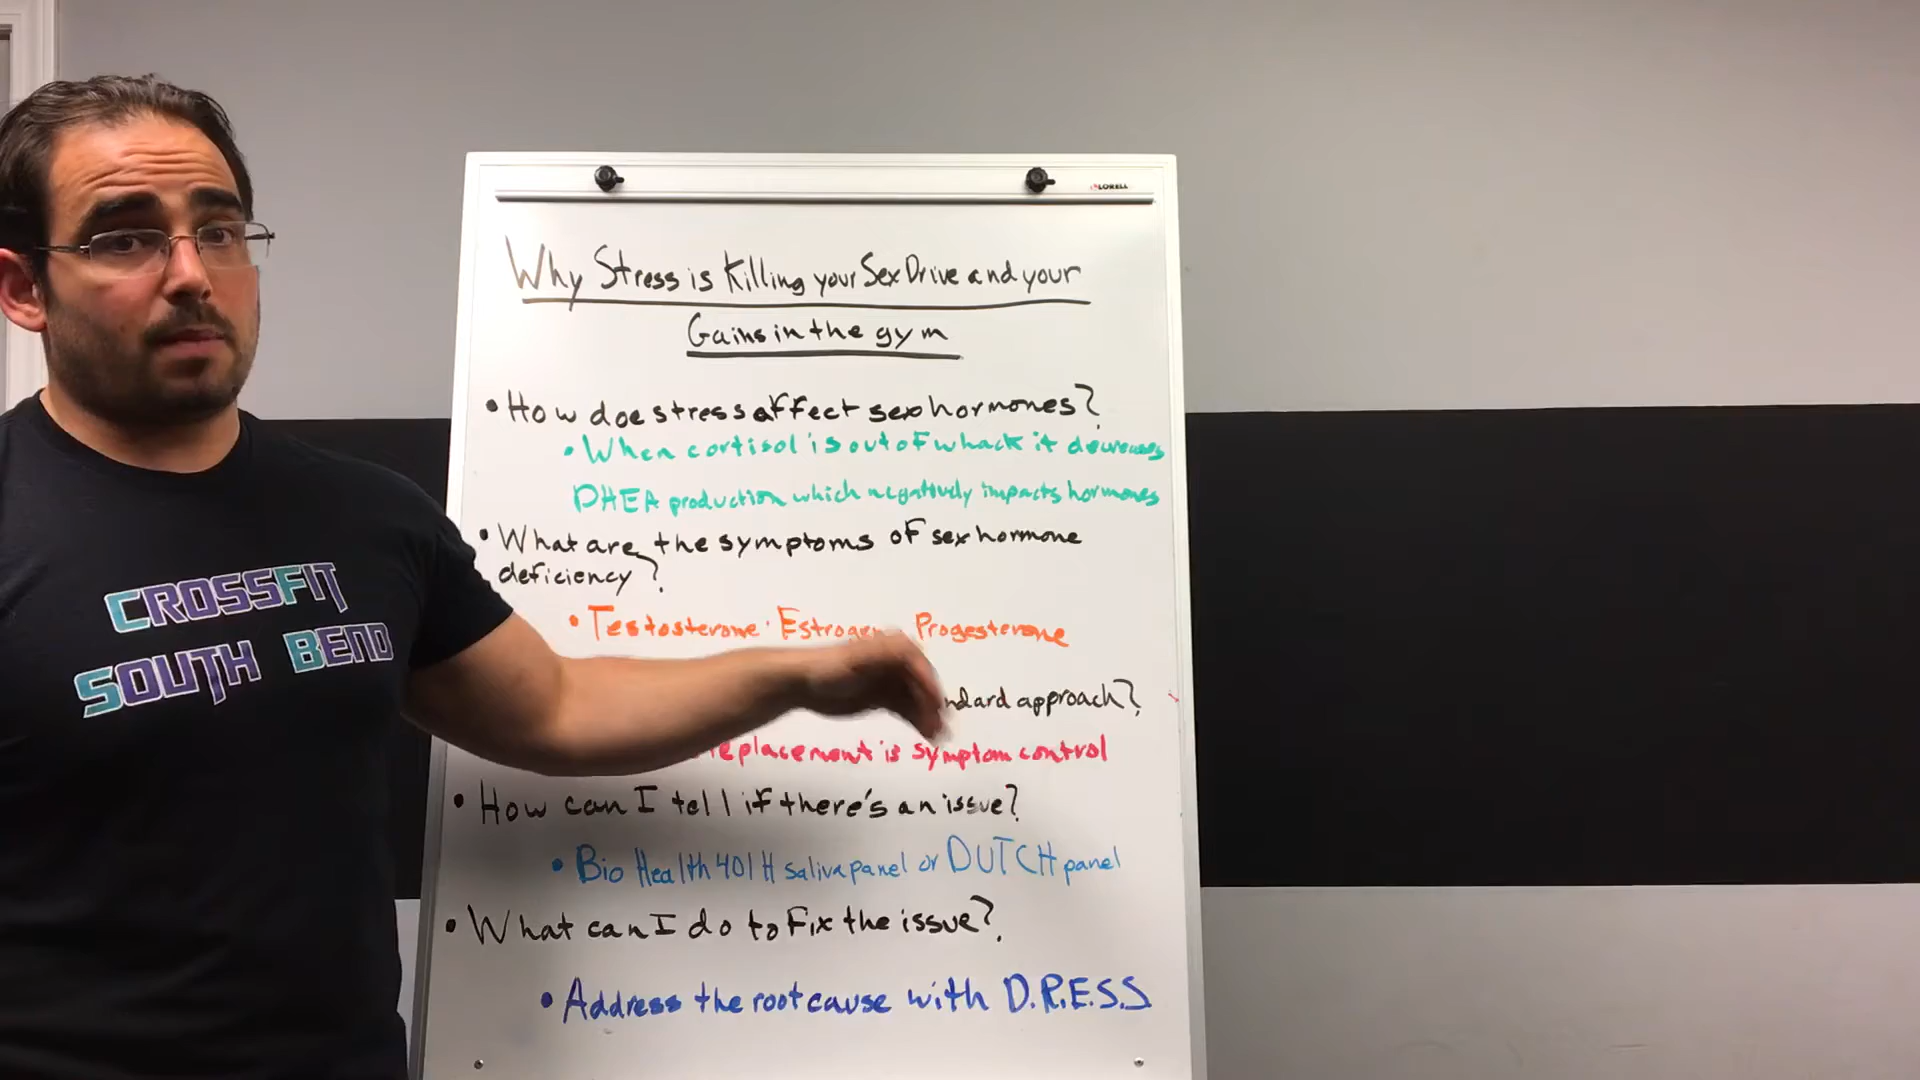 LORELL
Why Stress is Killing your Sex Drive and your
Gains in the gym
• How does stress affect sex hormones?
• When cortisol is out of whack it decreases
DHEA production which negatively impacts hormones
• What are the symptoms of sex hormone
deficiency?
• Testosterone · Estrogen Progesterone
approach?
replacement is symptom control
• How can I tell if there's an issue?
• Bio Health 401H saliva panel or DUTCH panel
• What can I do to Fix the issue?
• Address the root cause with D.R.E.S.S
CROSSFIT
SOUTH BEND